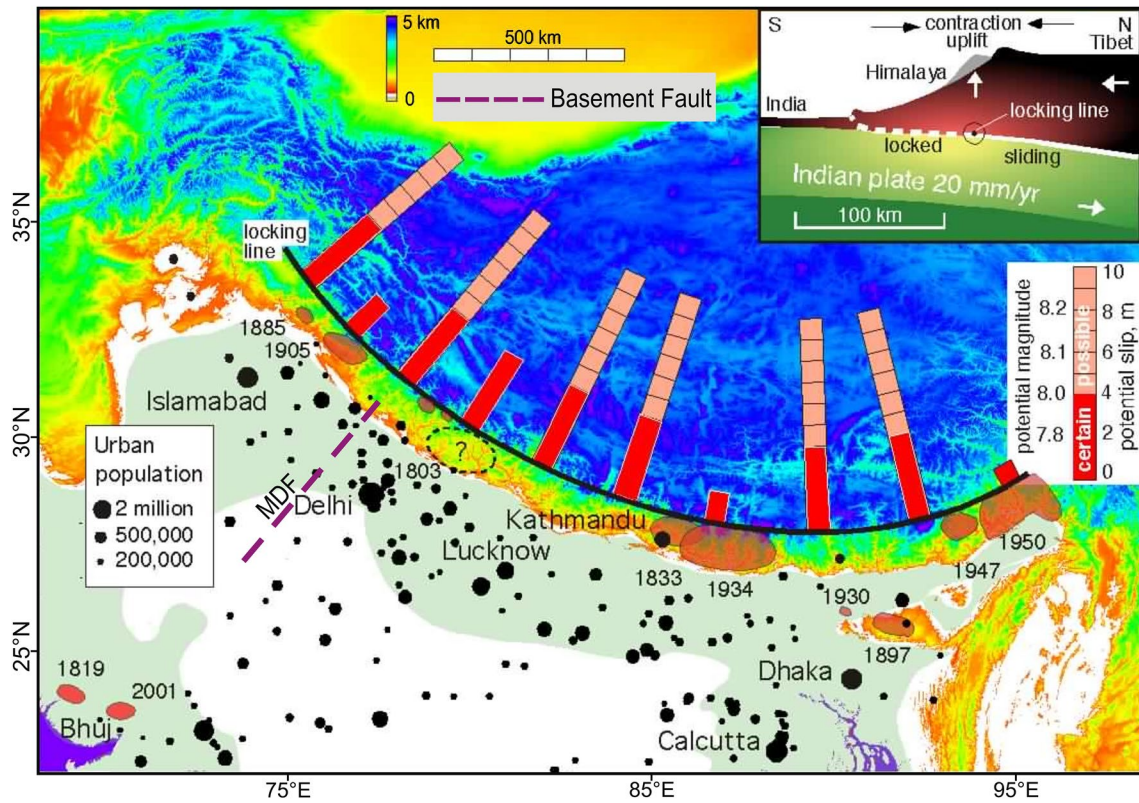 5 km
0
500 km
Basement Fault
S
contraction
uplift
N
Tibet
Himalaya
India
locking line
locked
sliding
Indian plate 20 mm/yr
100 km
35°N
30°N
25°N
locking
line
1885
1905
Islamabad
Urban
population
2 million
500,000
200,000
MDF
Delhi
1803
?
Lucknow
Kathmandu
1833
1934
1930
1947
1950
1897
Dhaka
Calcutta
1819
2001
Bhuj
potential magnitude
8.2
8.1
8.0
7.8
certain
possible
10
8
6
4
2
0
potential slip, m
75°E
85°E
95°E